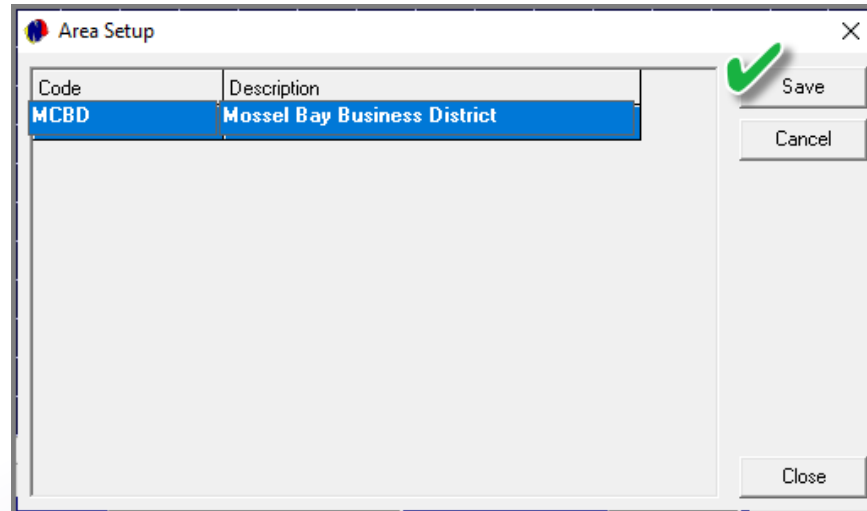 Area Setup
Code Description
MCBD Mossel Bay Business District
Save
Cancel
Close